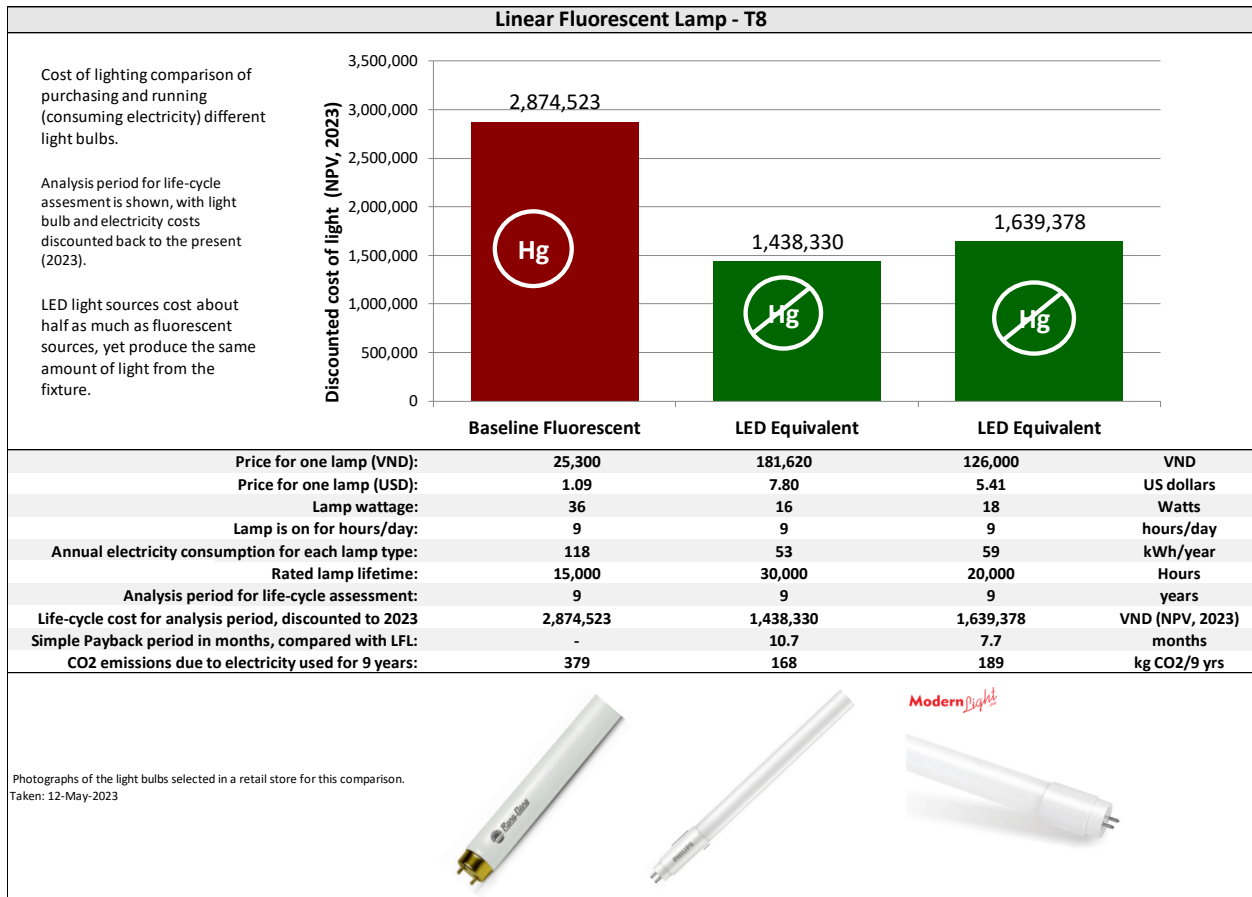 Linear Fluorescent Lamp - T8
Cost of lighting comparison of
purchasing and running
(consuming electricity) different
light bulbs.
Analysis period for life-cycle
assesment is shown, with light
bulb and electricity costs
discounted back to the present
(2023).
LED light sources cost about
half as much as fluorescent
sources, yet produce the same
amount of light from the
fixture.
Discounted cost of light (NPV, 2023)
3,500,000
3,000,000
2,500,000
2,000,000
1,500,000
1,000,000
500,000
0
2,874,523
1,438,330
1,639,378
Hg
Hg
Hg
Baseline Fluorescent LED Equivalent LED Equivalent
Price for one lamp (VND): 25,300 181,620 126,000 VND
Price for one lamp (USD): 1.09 7.80 5.41 US dollars
Lamp wattage: 36 16 18 Watts
Lamp is on for hours/day: 9 9 9 hours/day
Annual electricity consumption for each lamp type: 118 53 59 kWh/year
Rated lamp lifetime: 15,000 30,000 20,000 Hours
Analysis period for life-cycle assessment: 9 9 9 years
Life-cycle cost for analysis period, discounted to 2023 2,874,523 1,438,330 1,639,378 VND (NPV, 2023)
Simple Payback period in months, compared with LFL: - 10.7 7.7 months
CO2 emissions due to electricity used for 9 years: 379 168 189 kg CO2/9 yrs
Photographs of the light bulbs selected in a retail store for this comparison.
Taken: 12-May-2023
Rang-Dong
PHILIPS
Modern Light